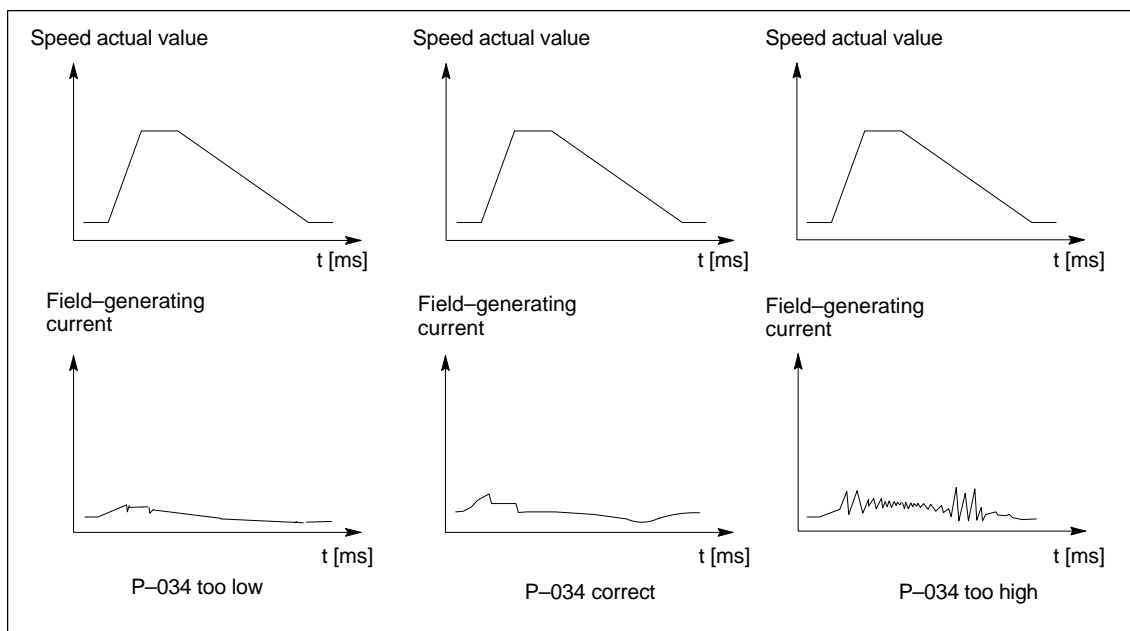 Speed actual value
Speed actual value
Speed actual value
t [ms]
t [ms]
t [ms]
Field–generating
current
Field–generating
current
Field–generating
current
t [ms]
t [ms]
t [ms]
P–034 too low
P–034 correct
P–034 too high